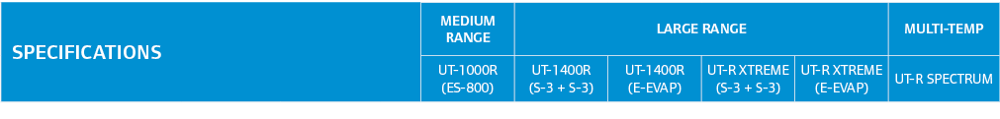 SPECIFICATIONS
MEDIUM
RANGE
LARGE RANGE
MULTI-TEMP
UT-1000R
(ES-800)
UT-1400R
(S-3 + S-3)
UT-1400R
(E-EVAP)
UT-R XTREME
(S-3 + S-3)
UT-R XTREME
(E-EVAP)
UT-R SPECTRUM